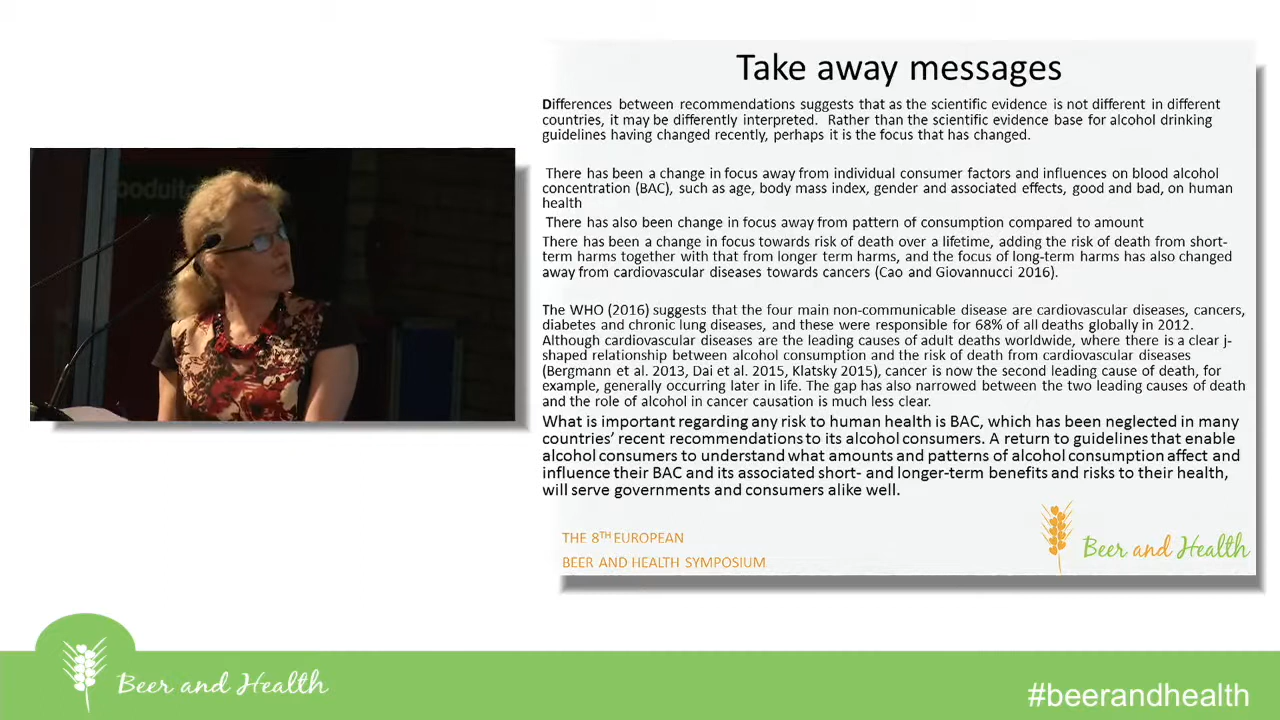 Take away messages
Differences between recommendations suggests that as the scientific evidence is not different in different
countries, it may be differently interpreted. Rather than the scientific evidence base for alcohol drinking
guidelines having changed recently, perhaps it is the focus that has changed.
There has been a change in focus away from individual consumer factors and influences on blood alcohol
concentration (BAC), such as age, body mass index, gender and associated effects, good and bad, on human
health
There has also been change in focus away from pattern of consumption compared to amount
There has been a change in focus towards risk of death over a lifetime, adding the risk of death from short-
term harms together with that from longer term harms, and the focus of long-term harms has also changed
away from cardiovascular diseases towards cancers (Cao and Giovannucci 2016).
The WHO (2016) suggests that the four main non-communicable disease are cardiovascular diseases, cancers,
diabetes and chronic lung diseases, and these were responsible for 68% of all deaths globally in 2012.
Although cardiovascular diseases are the leading causes of adult deaths worldwide, where there is a clear j-
shaped relationship between alcohol consumption and the risk of death from cardiovascular diseases
(Bergmann et al. 2013, Dai et al. 2015, Klatsky 2015), cancer is now the second leading cause of death, for
example, generally occurring later in life. The gap has also narrowed between the two leading causes of death
and the role of alcohol in cancer causation is much less clear.
What is important regarding any risk to human health is BAC, which has been neglected in many
countries' recent recommendations to its alcohol consumers. A return to guidelines that enable
alcohol consumers to understand what amounts and patterns of alcohol consumption affect and
influence their BAC and its associated short- and longer-term benefits and risks to their health,
will serve governments and consumers alike well.
THE 8TH EUROPEAN
BEER AND HEALTH SYMPOSIUM
Beer and Health
Beer and Health
#beerandhealth